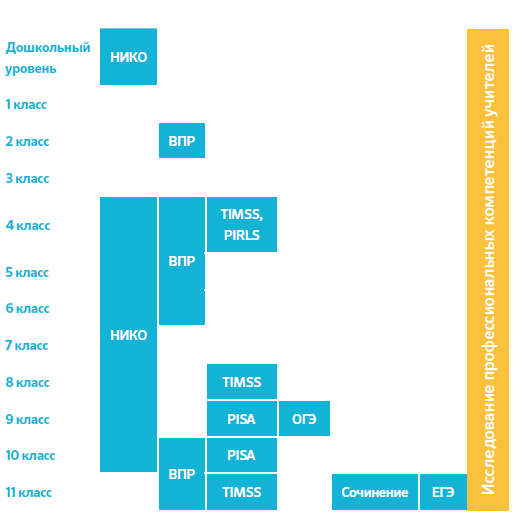 Дошкольный
уровень
НИКО
1 класс
2 класс
ВПР
3 класс
4 класс
TIMSS,
PIRLS
ВПР
5 класс
6 класс
НИКО
7 класс
8 класс
TIMSS
9 класс
PISA
ОГЭ
10 класс
PISA
ВПР
11 класс
TIMSS
Сочинение
ЕГЭ
Исследование профессиональных компетенций учителей